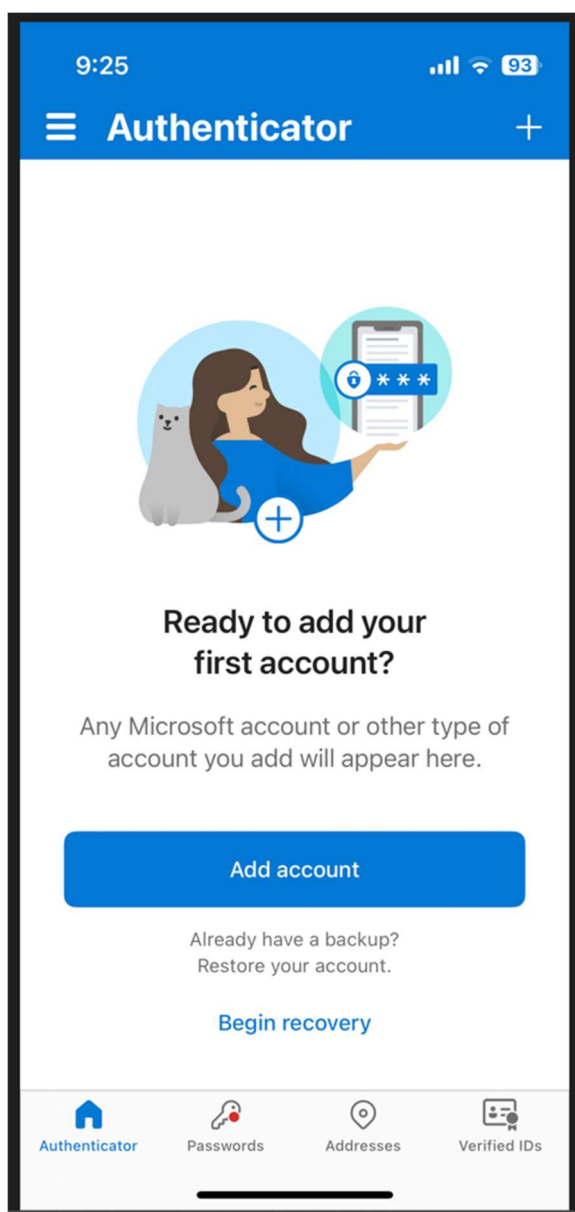 9:25
93
Authenticator
Ready to add your
first account?
Any Microsoft account or other type of
account you add will appear here.
Add account
Already have a backup?
Restore your account.
Begin recovery
Authenticator Passwords Addresses Verified IDs